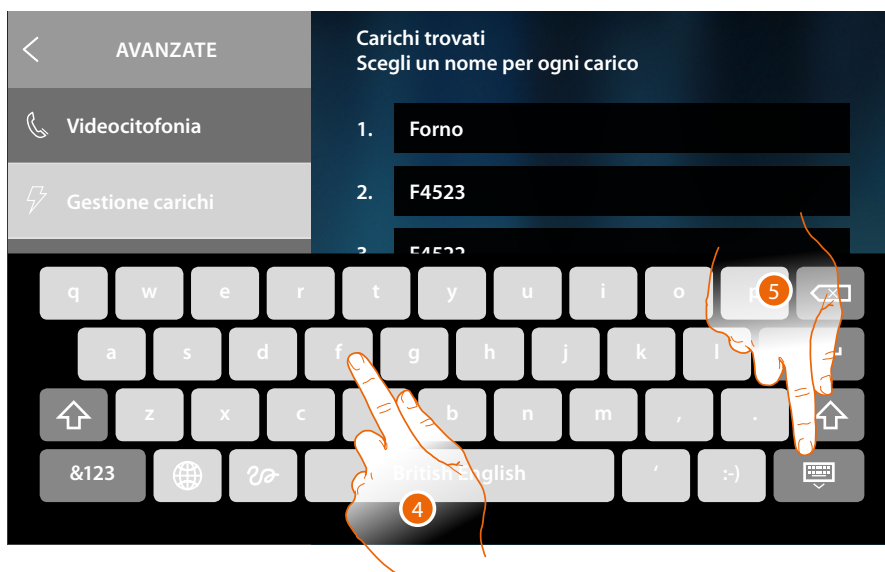 AVANZATE
Carichi trovati
Scegli un nome per ogni carico
Videocitofonia
1. Forno
Gestione carichi
2. F4523
q w e r t y u i o p 5
a s d f g h j k l
z x c b n m , .
&123 British English ' :-)
4